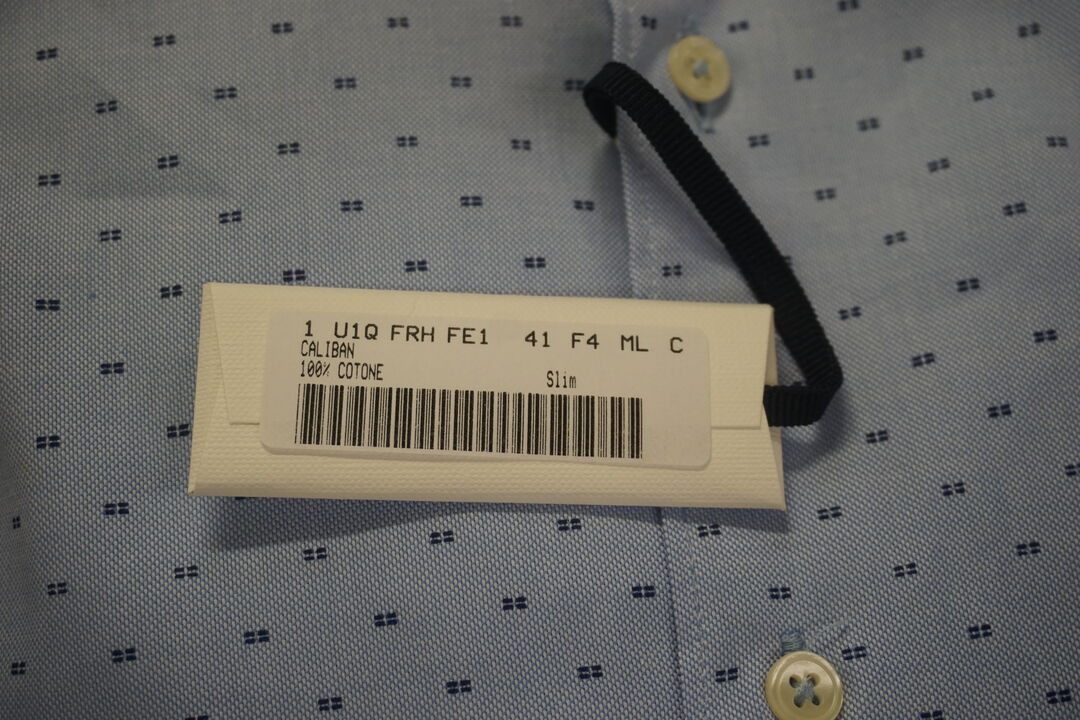 1 U1Q FRH FE1 41 F4 ML C
CALIBAN
100% COTONE Slim